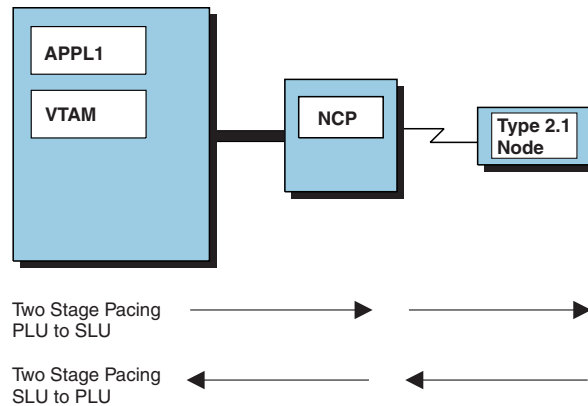 APPL1
VTAM
NCP
Type 2.1
Node
Two Stage Pacing
PLU to SLU
Two Stage Pacing
SLU to PLU